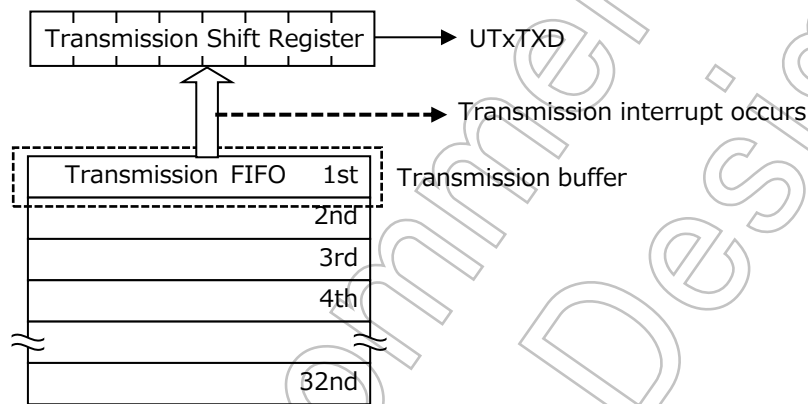 Transmission Shift Register
UTxTXD
Transmission interrupt occurs
Transmission FIFO 1st
Transmission buffer
2nd
3rd
4th
32nd